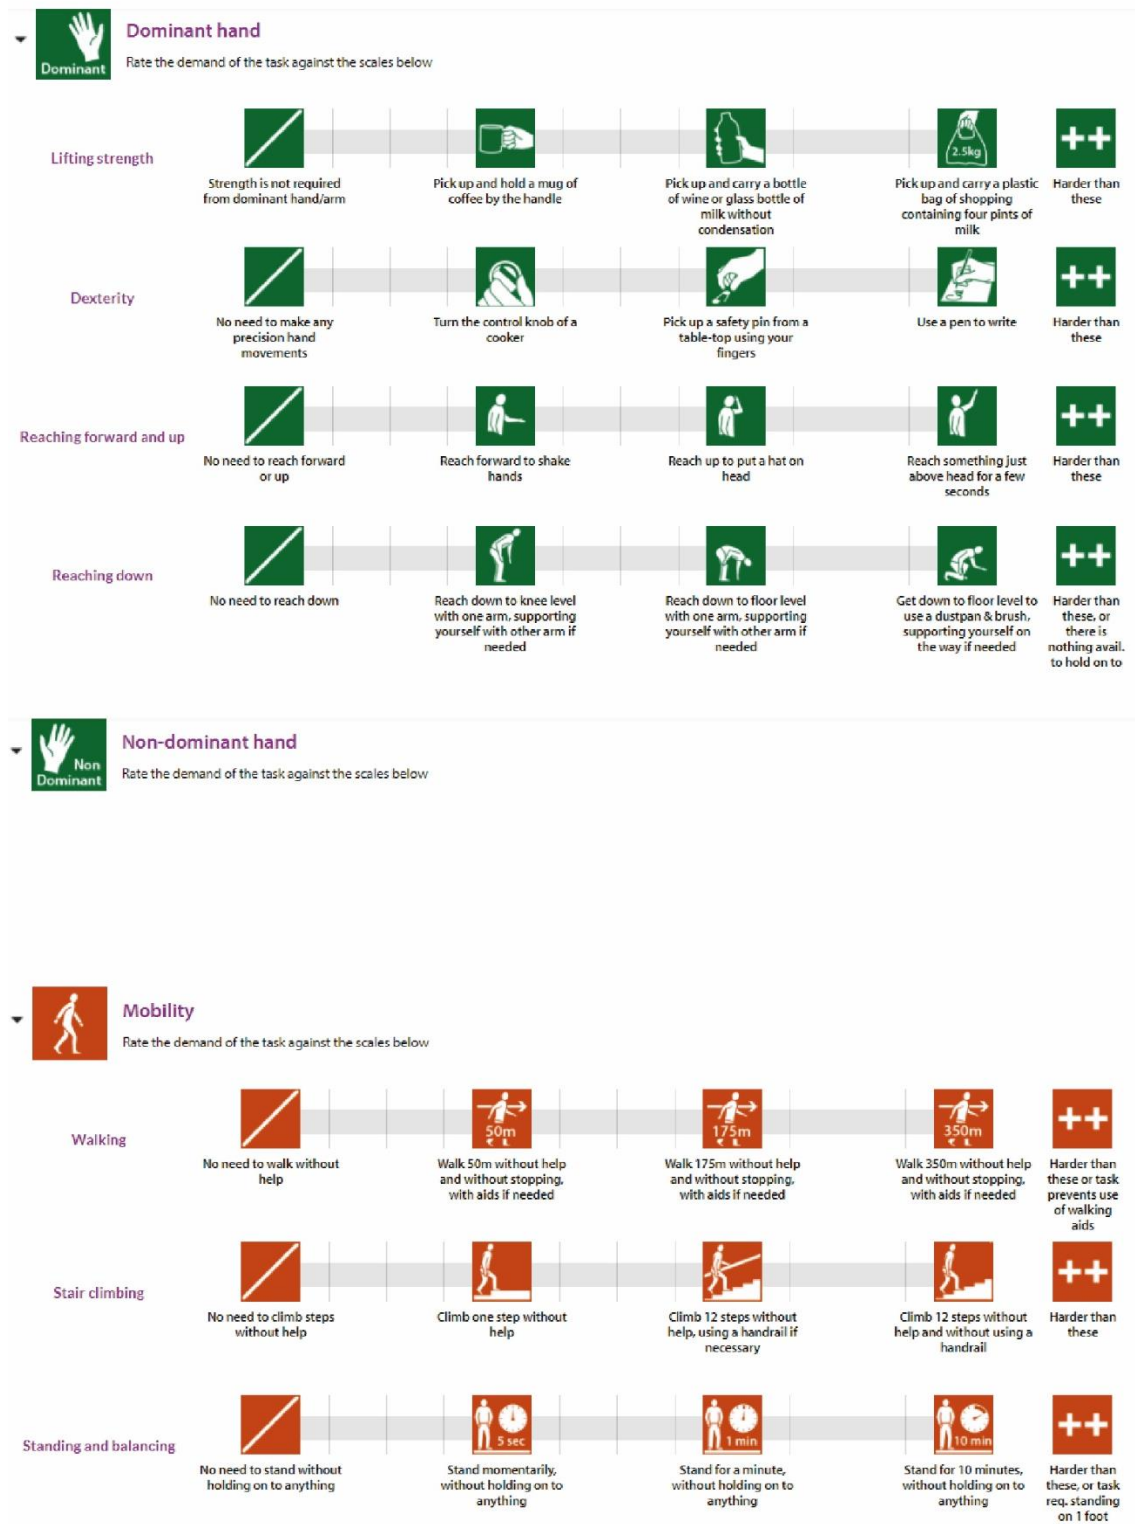 Dominant hand
Dominant
Rate the demand of the task against the scales below
Lifting strength
2.5kg
++
Strength is not required
from dominant hand/arm
Pick up and hold a mug of
coffee by the handle
Pick up and carry a bottle
of wine or glass bottle of
milk without
condensation
Pick up and carry a plastic
bag of shopping
containing four pints of
milk
Harder than
these
Dexterity
++
No need to make any
precision hand
movements
Turn the control knob of a
cooker
Pick up a safety pin from a
table-top using your
fingers
Use a pen to write
Harder than
these
Reaching forward and up
++
No need to reach forward
or up
Reach forward to shake
hands
Reach up to put a hat on
head
Reach something just
above head for a few
seconds
Harder than
these
Reaching down
++
No need to reach down
Reach down to knee level
with one arm, supporting
yourself with other arm if
needed
Reach down to floor level
with one arm, supporting
yourself with other arm if
needed
Get down to floor level to
use a dustpan & brush,
supporting yourself on
the way if needed
Harder than
these, or
there is
nothing avail.
to hold on to
Non-dominant hand
Non
Dominant
Rate the demand of the task against the scales below
Mobility
Rate the demand of the task against the scales below
Walking
50m
175m
350m
++
No need to walk without
help
Walk 50m without help
and without stopping,
with aids if needed
Walk 175m without help
and without stopping,
with aids if needed
Walk 350m without help
and without stopping,
with aids if needed
Harder than
these or task
prevents use
of walking
aids
Stair climbing
++
No need to climb steps
without help
Climb one step without
help
Climb 12 steps without
help, using a handrail if
necessary
Climb 12 steps without
help and without using a
handrail
Harder than
these
Standing and balancing
5 sec
1 min
10 min
++
No need to stand without
holding on to anything
Stand momentarily,
without holding on to
anything
Stand for a minute,
without holding on to
anything
Stand for 10 minutes,
without holding on to
anything
Harder than
these, or task
req. standing
on 1 foot